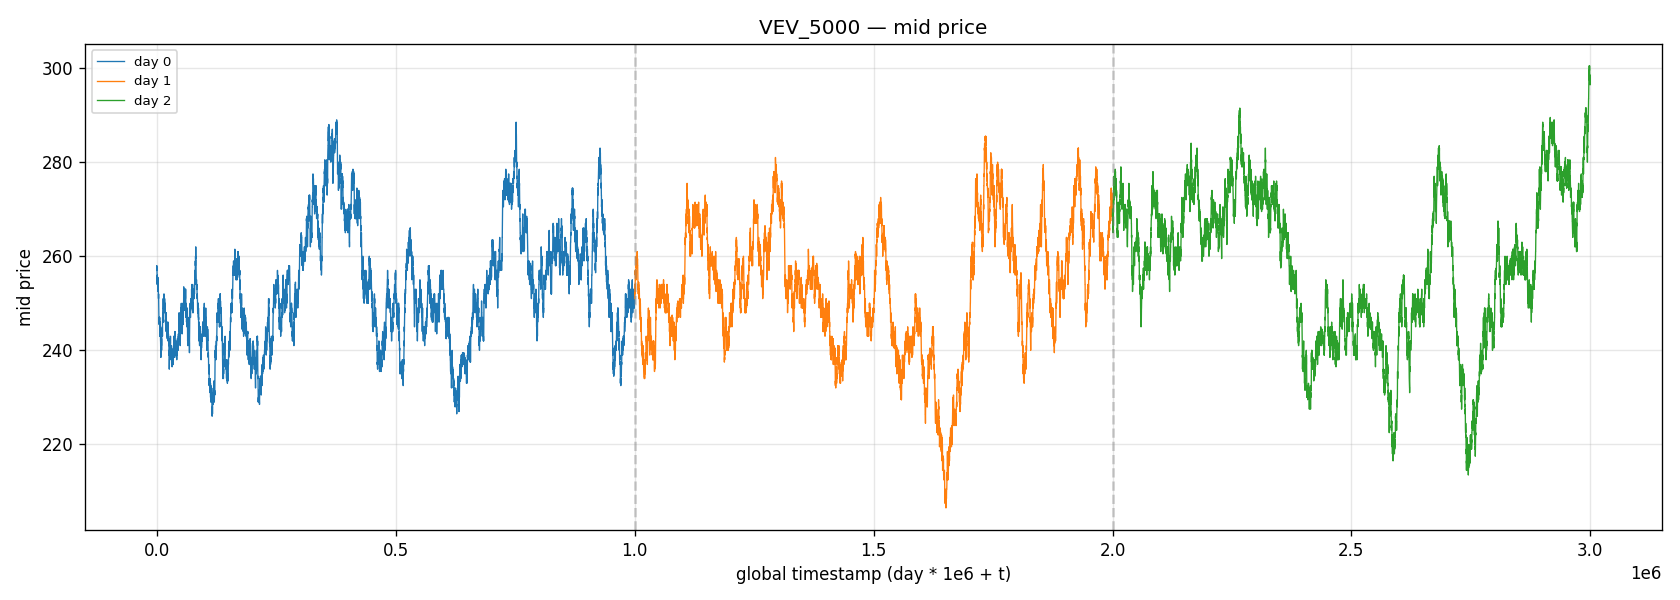 VEV_5000 — mid price
day 0
day 1
day 2
mid price
300
280
260
240
220
0.0 0.5 1.0 1.5 2.0 2.5 3.0
1e6
global timestamp (day * 1e6 + t)